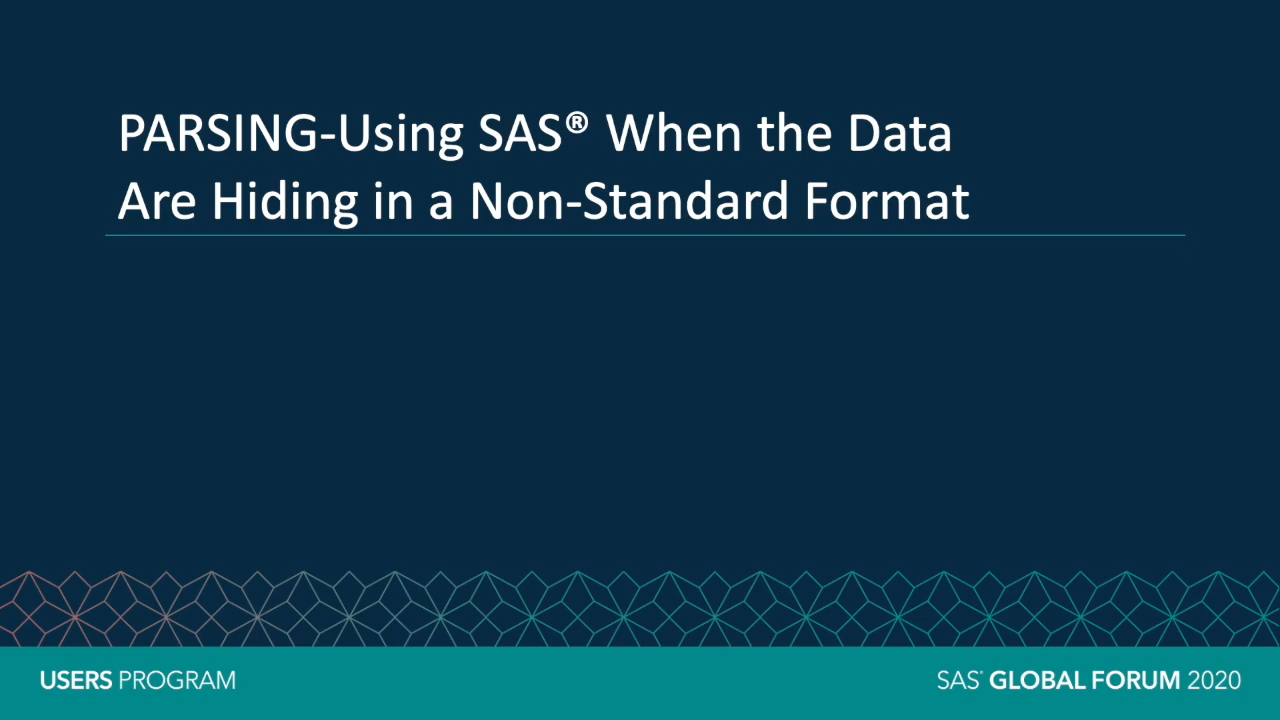 PARSING-Using SAS® When the Data
Are Hiding in a Non-Standard Format
USERS PROGRAM
SAS® GLOBAL FORUM 2020